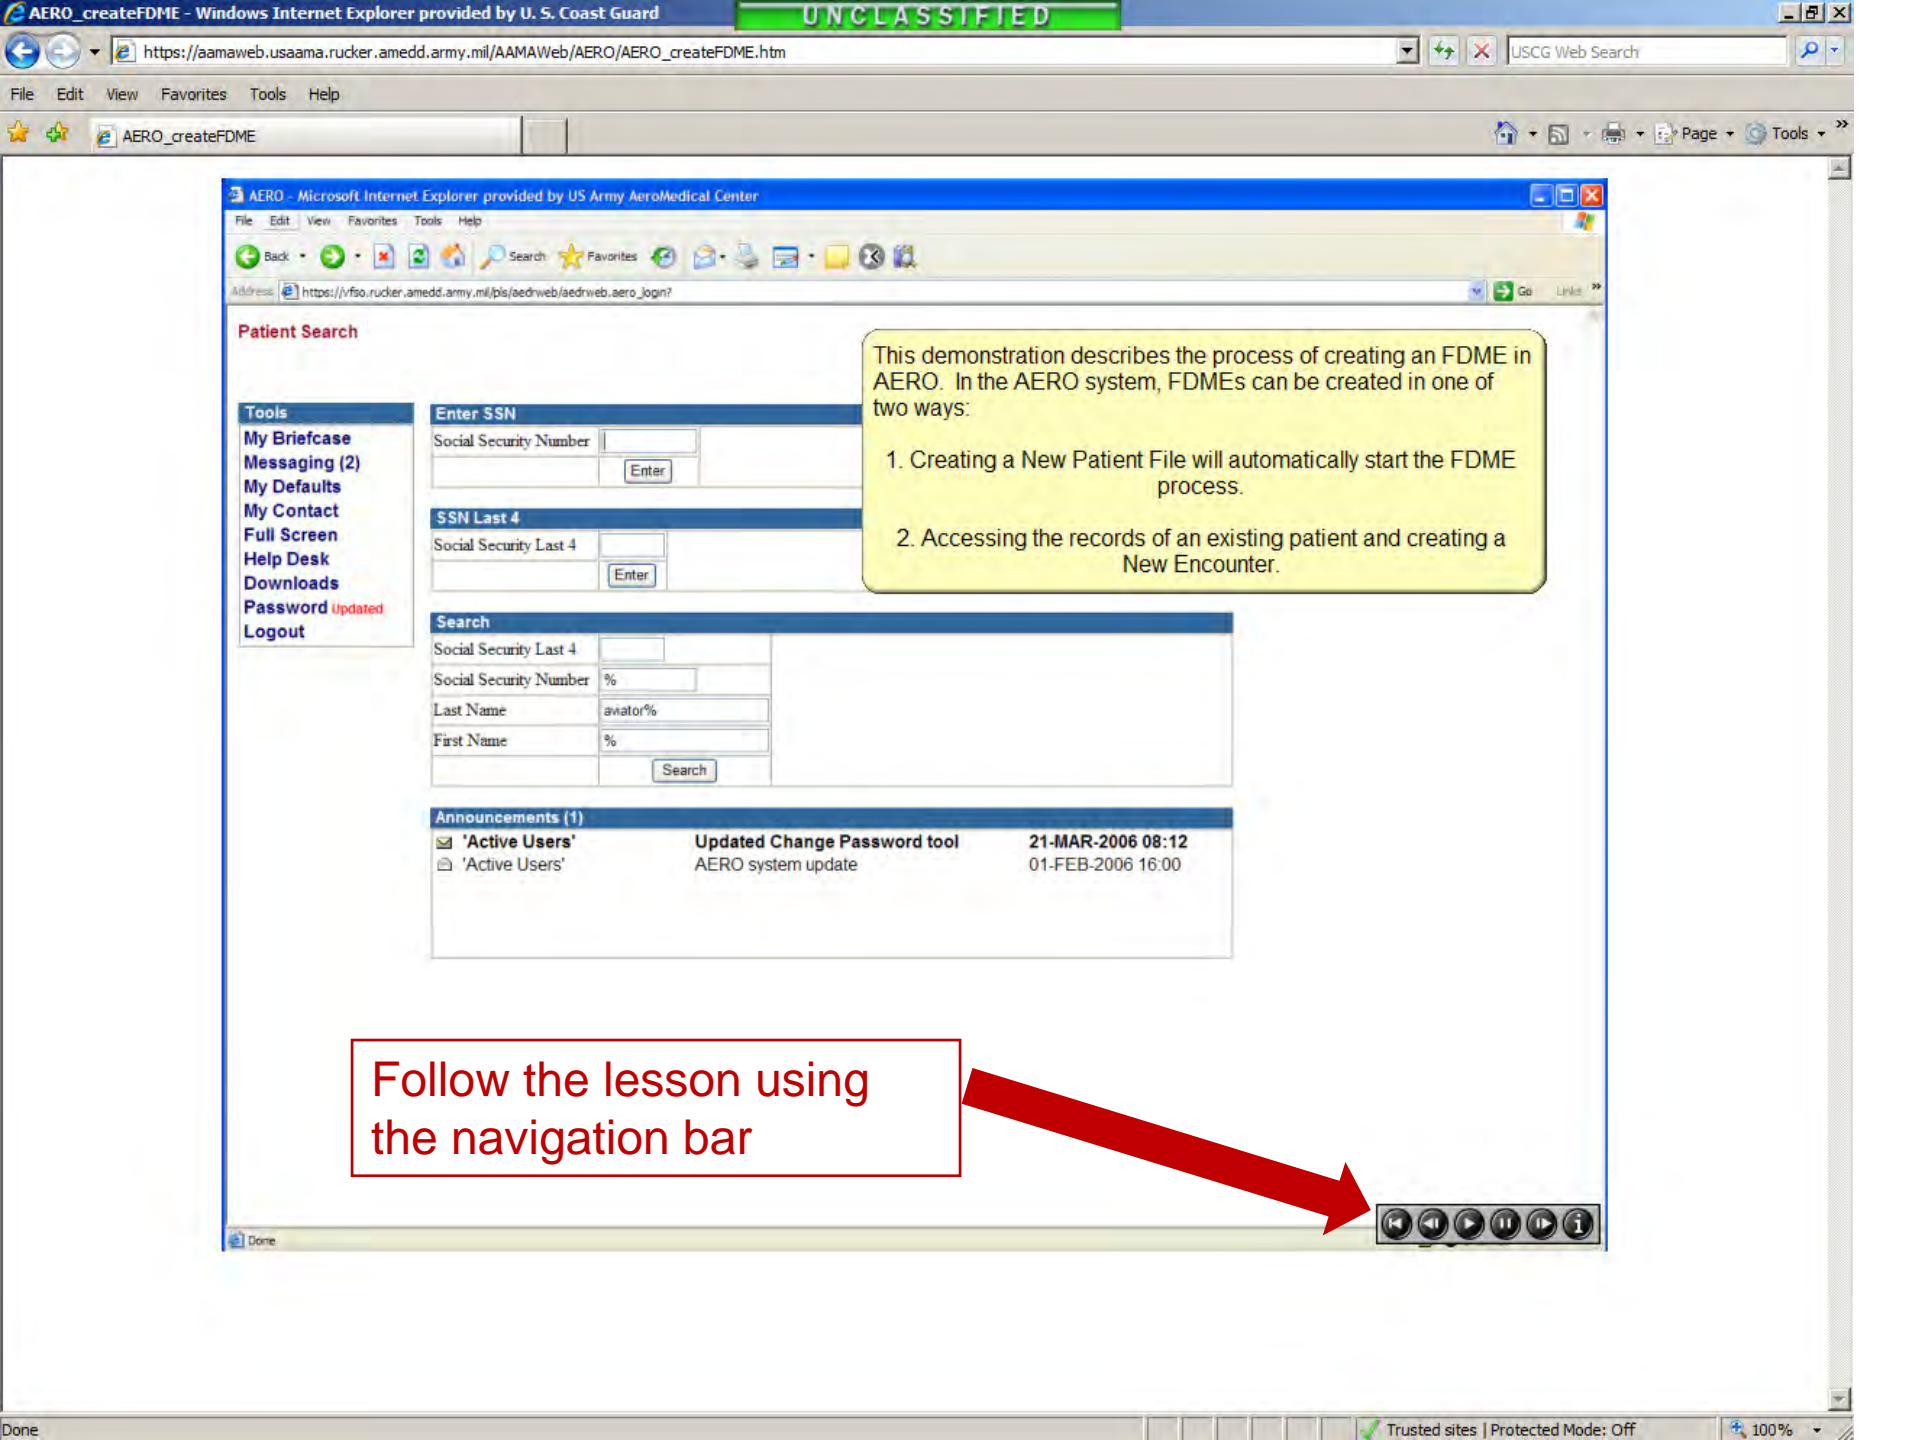 AERO_createFDME - Windows Internet Explorer provided by U. S. Coast Guard
UNCLASSIFIED
https://aamaweb.usaama.rucker.amedd.army.mil/AAMAWeb/AERO/AERO_createFDME.htm
USCG Web Search
File Edit View Favorites Tools Help
AERO_createFDME
Page Tools
AERO - Microsoft Internet Explorer provided by US Army AeroMedical Center
File Edit View Favorites Tools Help
Back Search Favorites
Address https://vfso.rucker.amedd.army.mil/pls/aedrweb/aedrweb.aero_login?
Go Links
Patient Search
This demonstration describes the process of creating an FDME in
AERO. In the AERO system, FDMEs can be created in one of
two ways:
1. Creating a New Patient File will automatically start the FDME
process.
2. Accessing the records of an existing patient and creating a
New Encounter.
Tools
My Briefcase
Messaging (2)
My Defaults
My Contact
Full Screen
Help Desk
Downloads
Password Updated
Logout
Enter SSN
Social Security Number
Enter
SSN Last 4
Social Security Last 4
Enter
Search
Social Security Last 4
Social Security Number %
Last Name aviator%
First Name %
Search
Announcements (1)
'Active Users' Updated Change Password tool 21-MAR-2006 08:12
'Active Users' AERO system update 01-FEB-2006 16:00
Follow the lesson using
the navigation bar
Done
Done
Trusted sites | Protected Mode: Off
100%